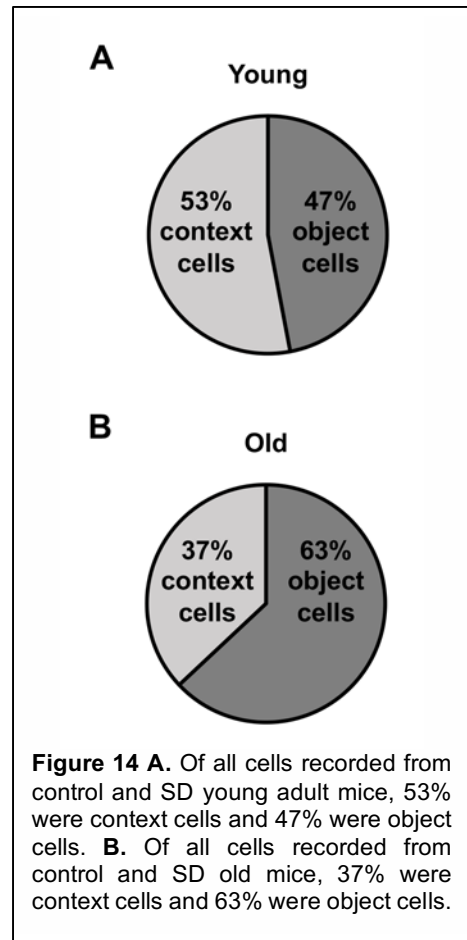 A
Young
53% 47%
context object
cells cells
B
Old
37% 63%
context object
cells cells
Figure 14 A. Of all cells recorded from
control and SD young adult mice, 53%
were context cells and 47% were object
cells. B. Of all cells recorded from
control and SD old mice, 37% were
context cells and 63% were object cells.